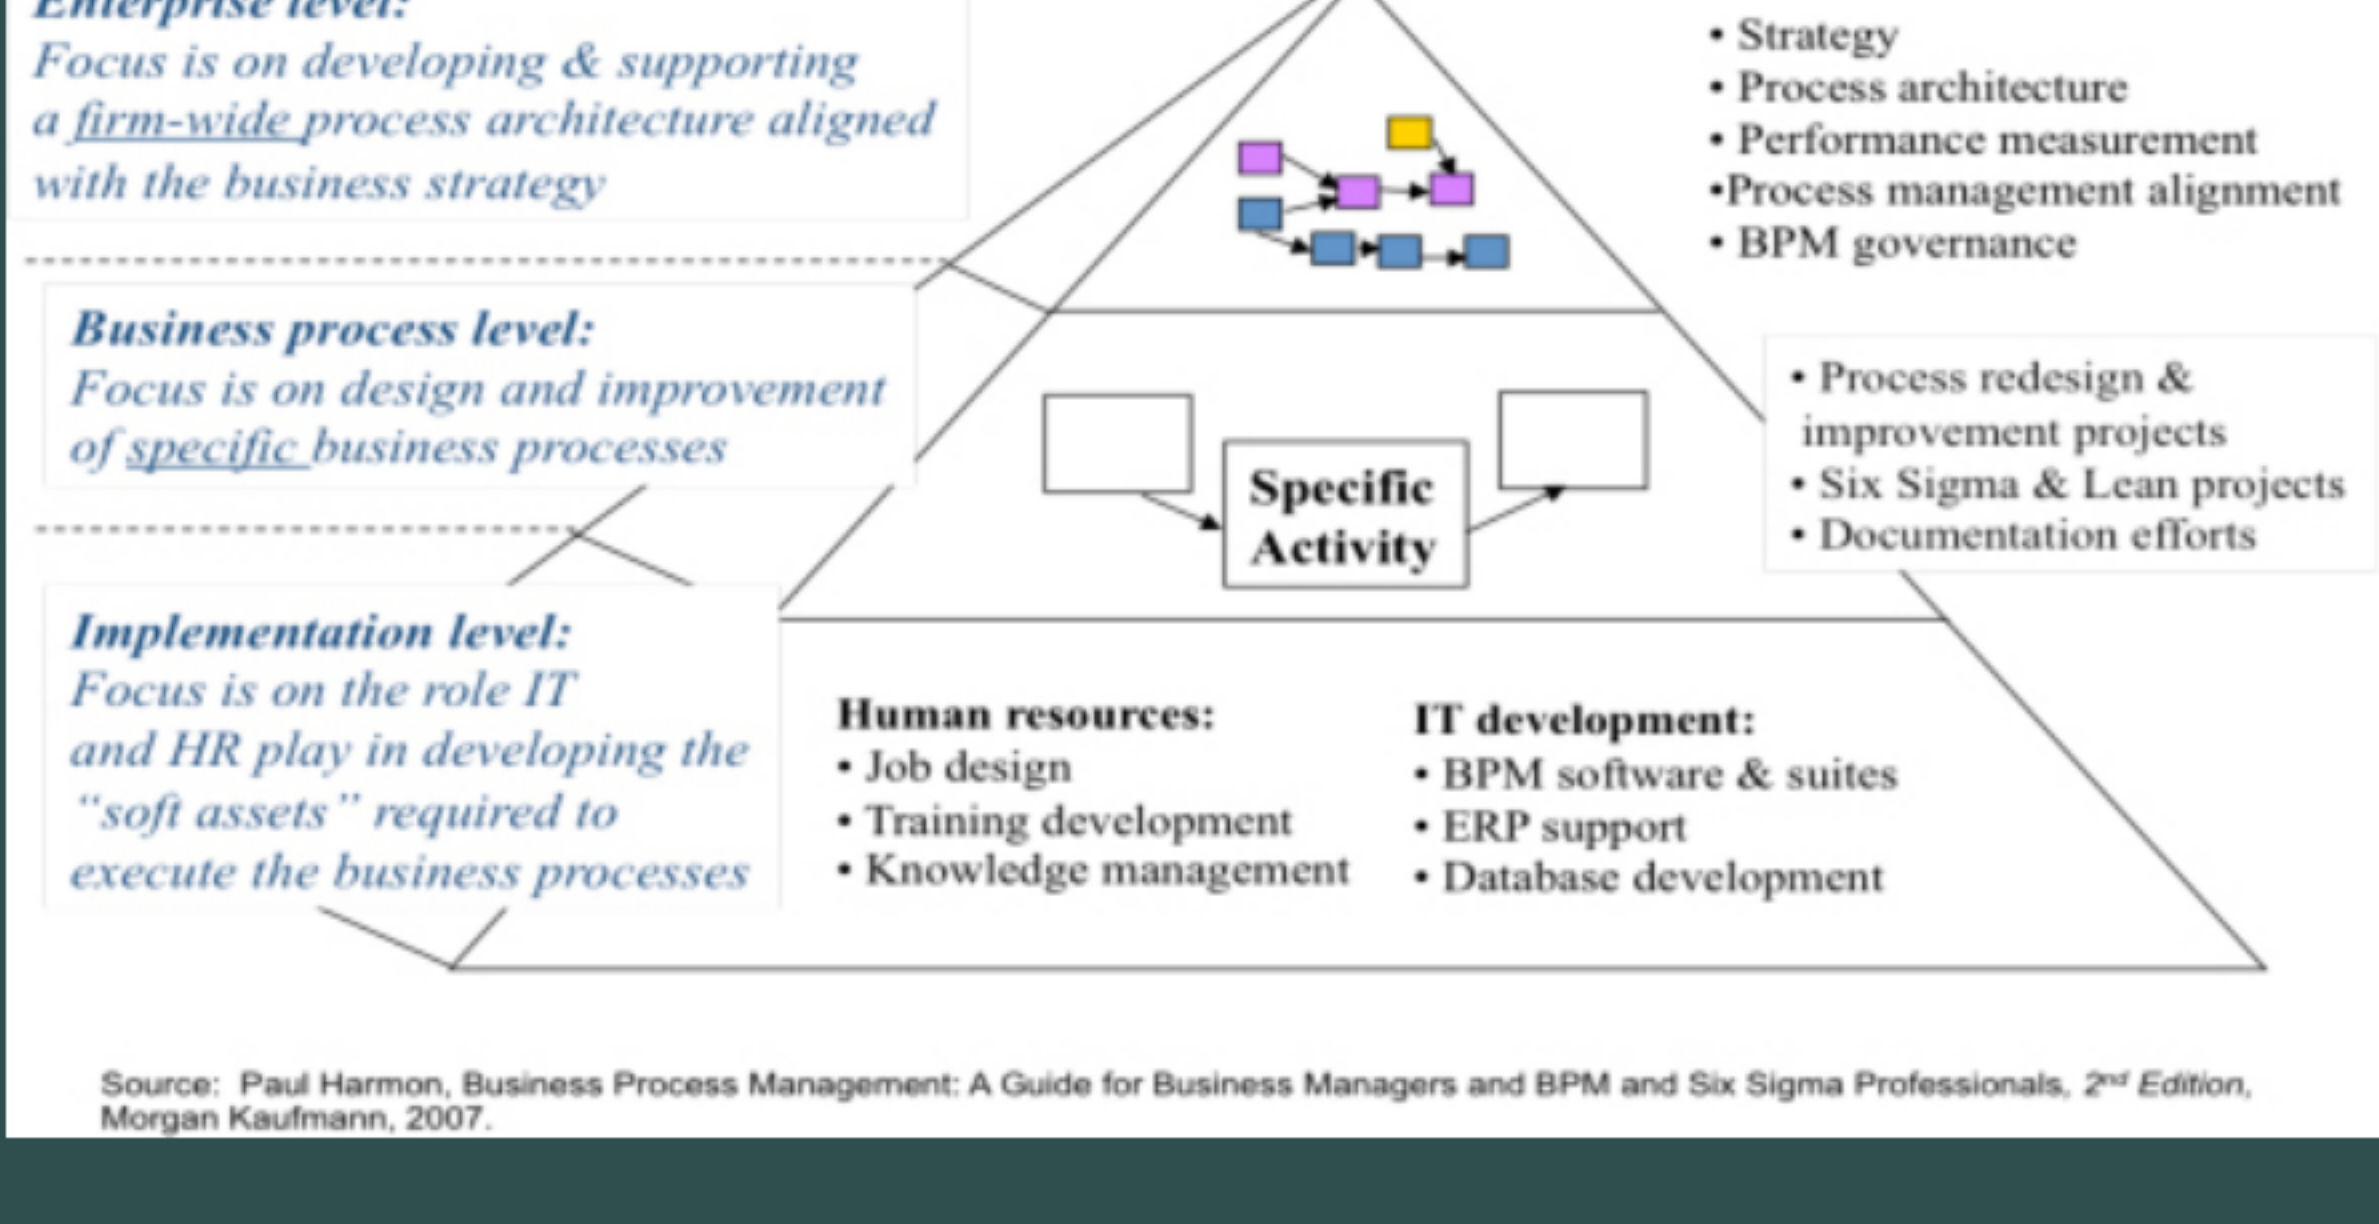 Enterprise level:
Focus is on developing & supporting
a firm-wide process architecture aligned
with the business strategy
• Strategy
• Process architecture
• Performance measurement
•Process management alignment
• BPM governance
Business process level:
Focus is on design and improvement
of specific business processes
Specific
Activity
• Process redesign &
improvement projects
• Six Sigma & Lean projects
• Documentation efforts
Implementation level:
Focus is on the role IT
and HR play in developing the
“soft assets” required to
execute the business processes
Human resources:
• Job design
• Training development
• Knowledge management
IT development:
• BPM software & suites
• ERP support
• Database development
Source: Paul Harmon, Business Process Management: A Guide for Business Managers and BPM and Six Sigma Professionals, 2nd Edition,
Morgan Kaufmann, 2007.